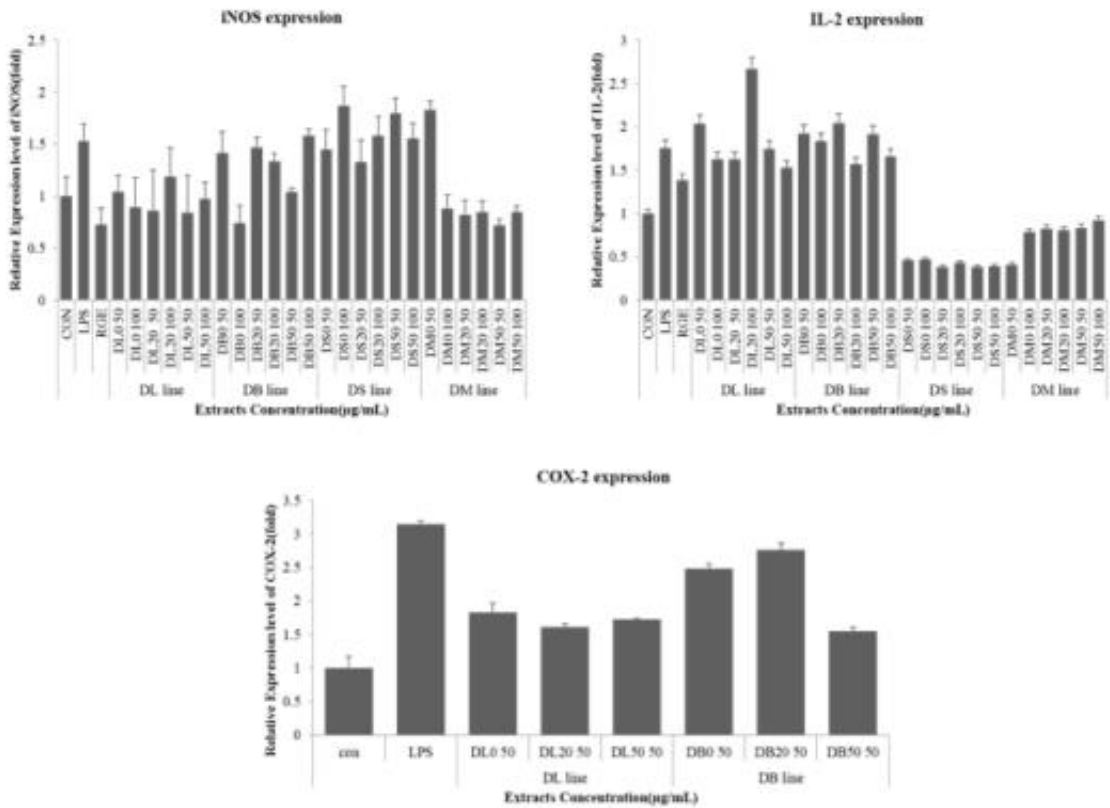 iNOS expression
Relative Expression level of iNOS(fold)
2.5
2
1.5
1
0.5
0
CON
LPS
RGE
DL0 50
DL0 100
DL20 50
DL20 100
DL50 50
DL50 100
DB0 50
DB0 100
DB20 50
DB20 100
DB50 50
DB50 100
DS0 50
DS0 100
DS20 50
DS20 100
DS50 50
DS50 100
DM0 50
DM0 100
DM20 50
DM20 100
DM50 50
DM50 100
DL line
DB line
DS line
DM line
Extracts Concentration(μg/mL)
IL-2 expression
Relative Expression level of IL-2(fold)
3
2.5
2
1.5
1
0.5
0
CON
LPS
RGE
DL0 50
DL0 100
DL20 50
DL20 100
DL50 50
DL50 100
DB0 50
DB0 100
DB20 50
DB20 100
DB50 50
DB50 100
DS0 50
DS0 100
DS20 50
DS20 100
DS50 50
DS50 100
DM0 50
DM0 100
DM20 50
DM20 100
DM50 50
DM50 100
DL line
DB line
DS line
DM line
Extracts Concentration(μg/mL)
COX-2 expression
Relative Expression level of COX-2(fold)
3.5
3
2.5
2
1.5
1
0.5
0
con
LPS
DL0 50
DL20 50
DL50 50
DB0 50
DB20 50
DB50 50
DL line
DB line
Extracts Concentration(μg/mL)